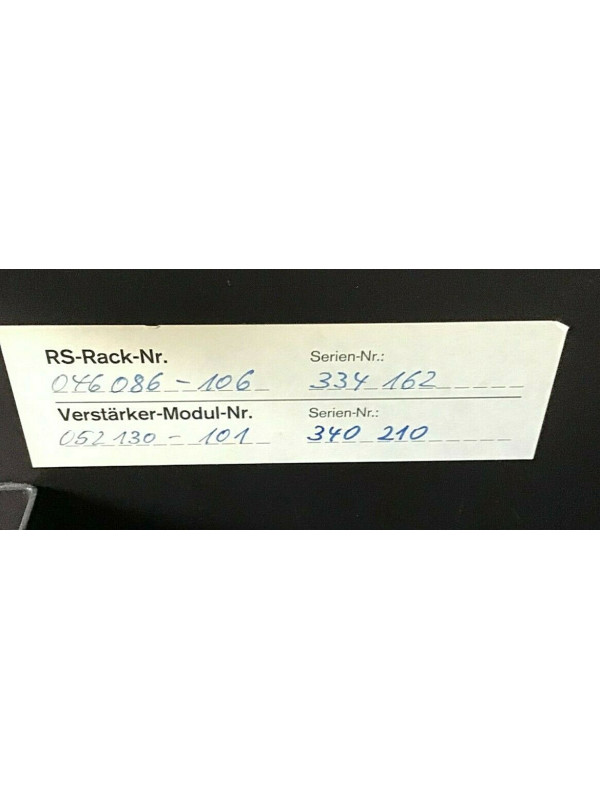 RS-Rack-Nr. Serien-Nr.:
046 086 - 106 334 162
Verstärker-Modul-Nr. Serien-Nr.:
052 130 - 101 340 210